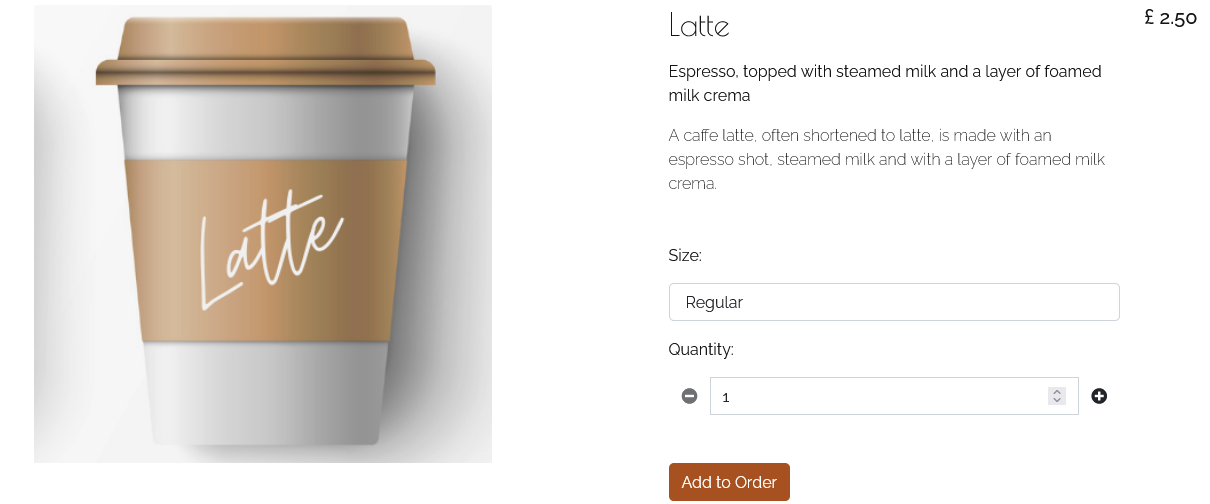 Latte
Latte
£ 2.50
Espresso, topped with steamed milk and a layer of foamed
milk crema
A caffe latte, often shortened to latte, is made with an
espresso shot, steamed milk and with a layer of foamed milk
crema.
Size:
Regular
Quantity:
1
Add to Order